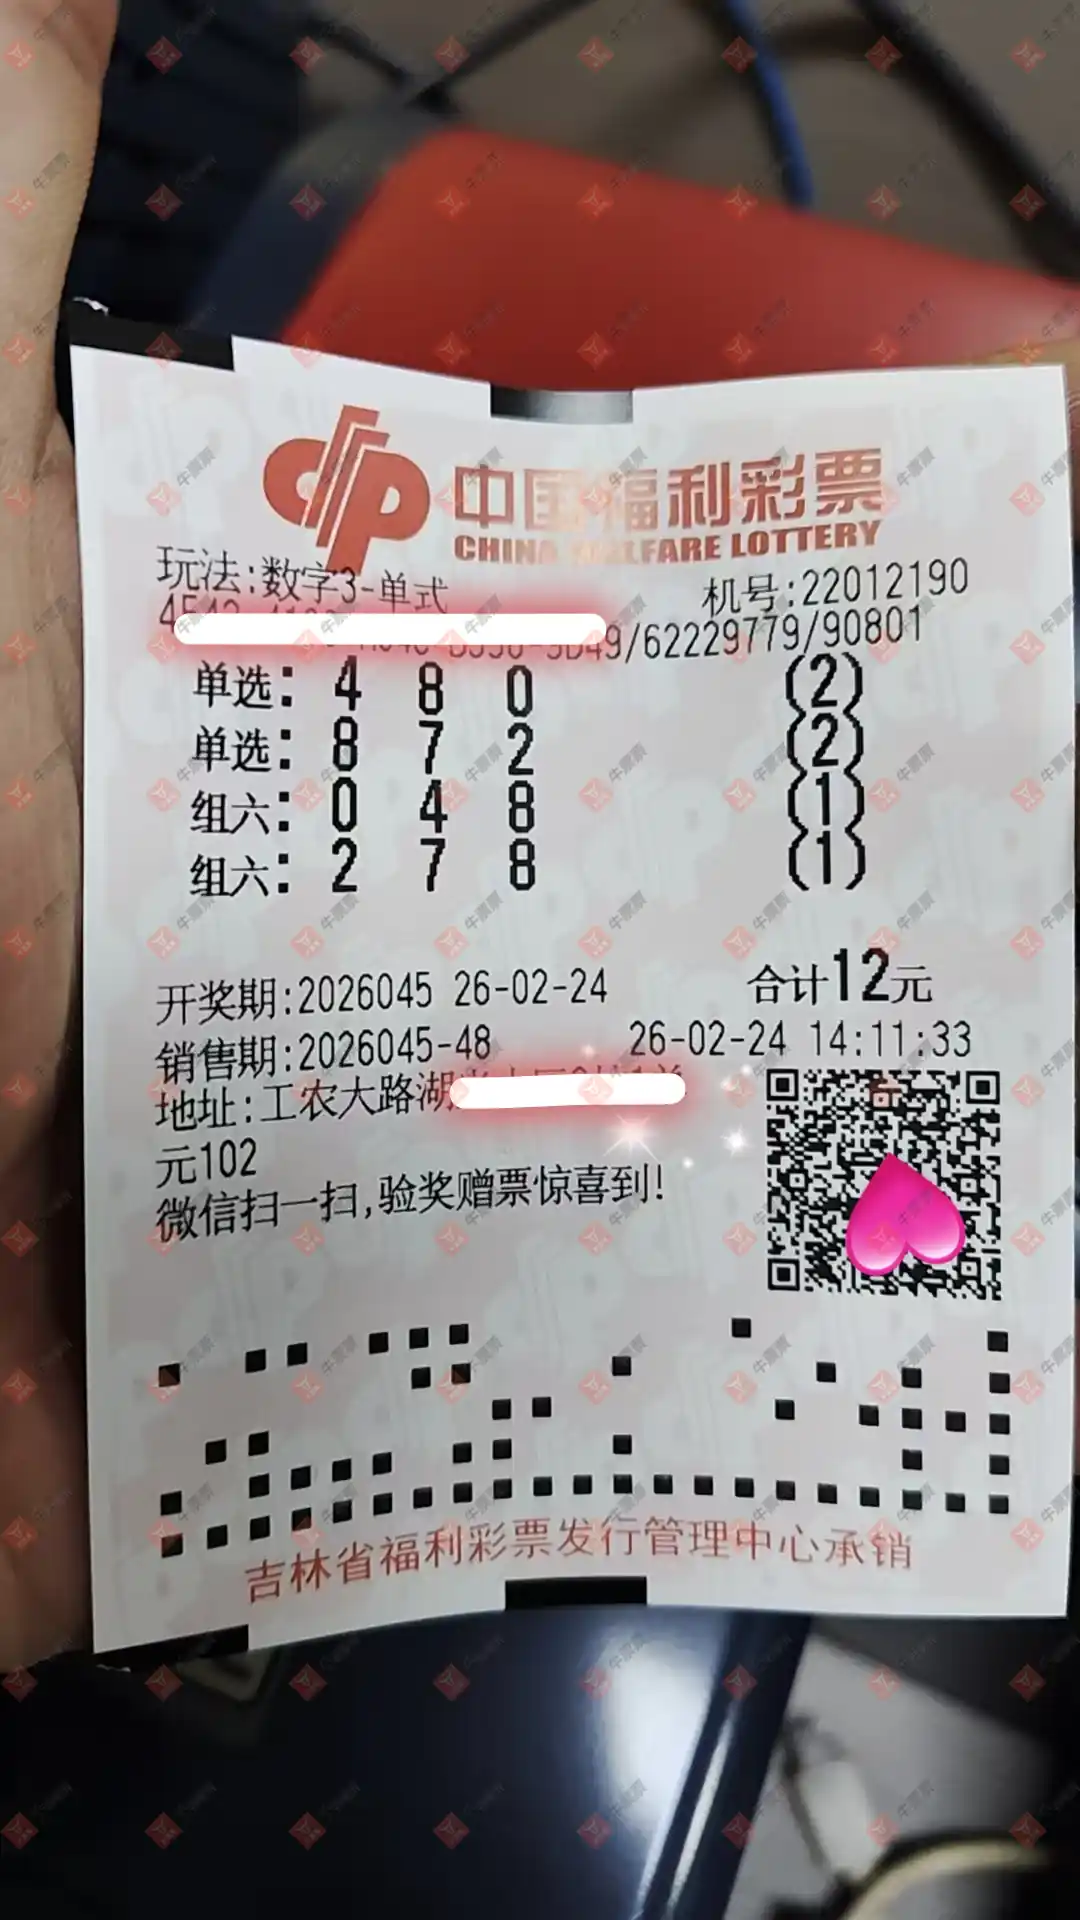 中国福利彩票
CHINA WELFARE LOTTERY
玩法:数字3-单式
机号:22012190
49/62229779/90801
单选: 4 8 0 (2)
单选: 8 7 2 (2)
组六: 0 4 8 (1)
组六: 2 7 8 (1)
开奖期:2026045 26-02-24 合计12元
销售期:2026045-48 26-02-24 14:11:33
地址:工农大路湖
元102
微信扫一扫,验奖赠票惊喜到!
吉林省福利彩票发行管理中心承销
牛票票